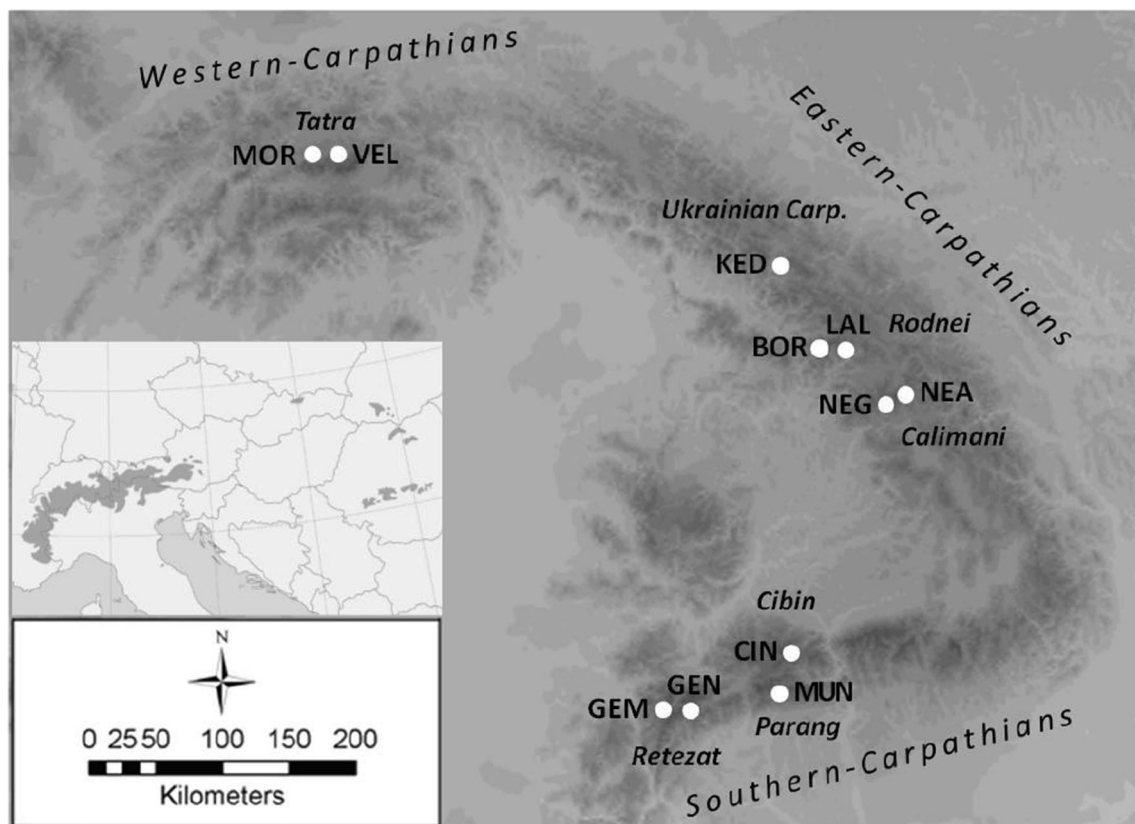 Western-Carpathians
Tatra
MOR VEL
Eastern-Carpathians
Ukrainian Carp.
KED
LAL Rodnei
BOR
NEG NEA
Calimani
Cibin
CIN
GEN MUN
GEM
Parang
Retezat
Southern-Carpathians
N
0 25 50 100 150 200
Kilometers